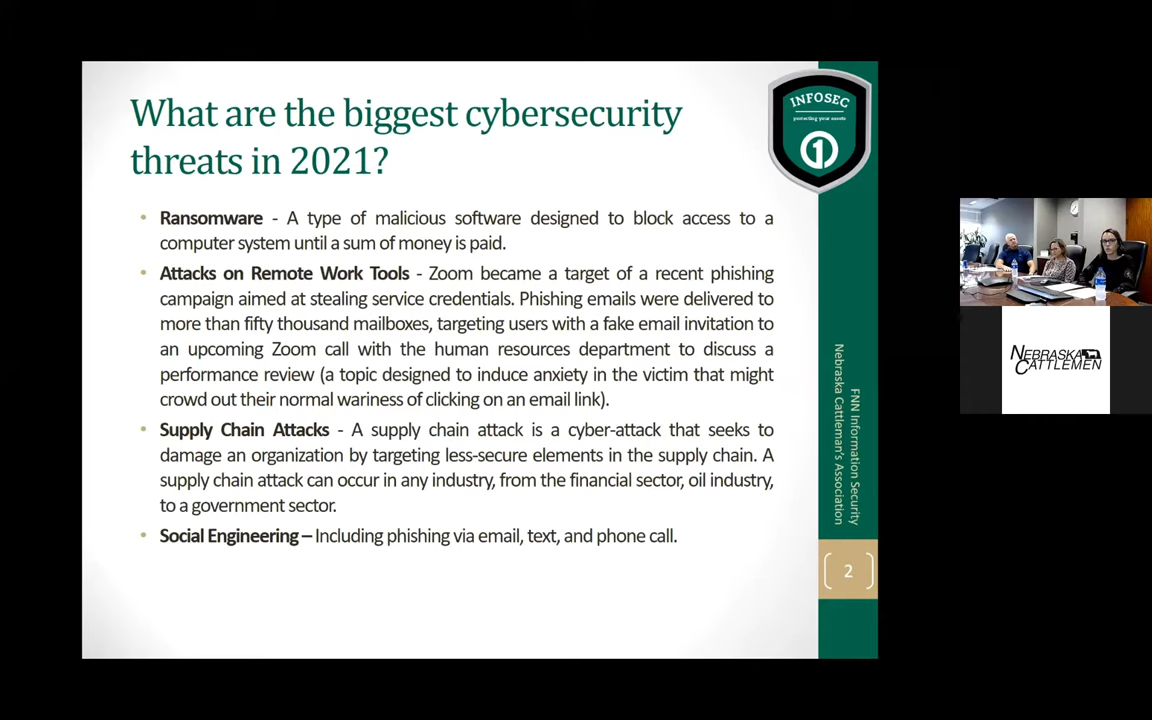 What are the biggest cybersecurity
threats in 2021?
• Ransomware - A type of malicious software designed to block access to a
computer system until a sum of money is paid.
• Attacks on Remote Work Tools - Zoom became a target of a recent phishing
campaign aimed at stealing service credentials. Phishing emails were delivered to
more than fifty thousand mailboxes, targeting users with a fake email invitation to
an upcoming Zoom call with the human resources department to discuss a
performance review (a topic designed to induce anxiety in the victim that might
crowd out their normal wariness of clicking on an email link).
• Supply Chain Attacks - A supply chain attack is a cyber-attack that seeks to
damage an organization by targeting less-secure elements in the supply chain. A
supply chain attack can occur in any industry, from the financial sector, oil industry,
to a government sector.
• Social Engineering – Including phishing via email, text, and phone call.
INFOSEC
protecting your assets
1
FNN Information Security
Nebraska Cattleman's Association
2
NEBRASKA
CATTLEMEN